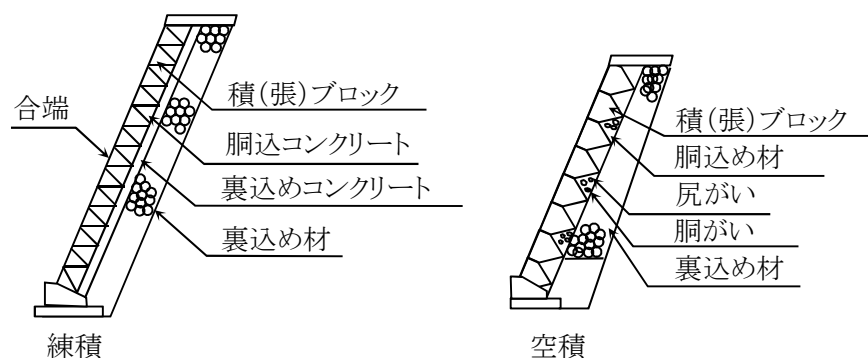 合端
積(張)ブロック
胴込コンクリート
裏込めコンクリート
裏込め材
練積
積(張)ブロック
胴込め材
尻がい
胴がい
裏込め材
空積